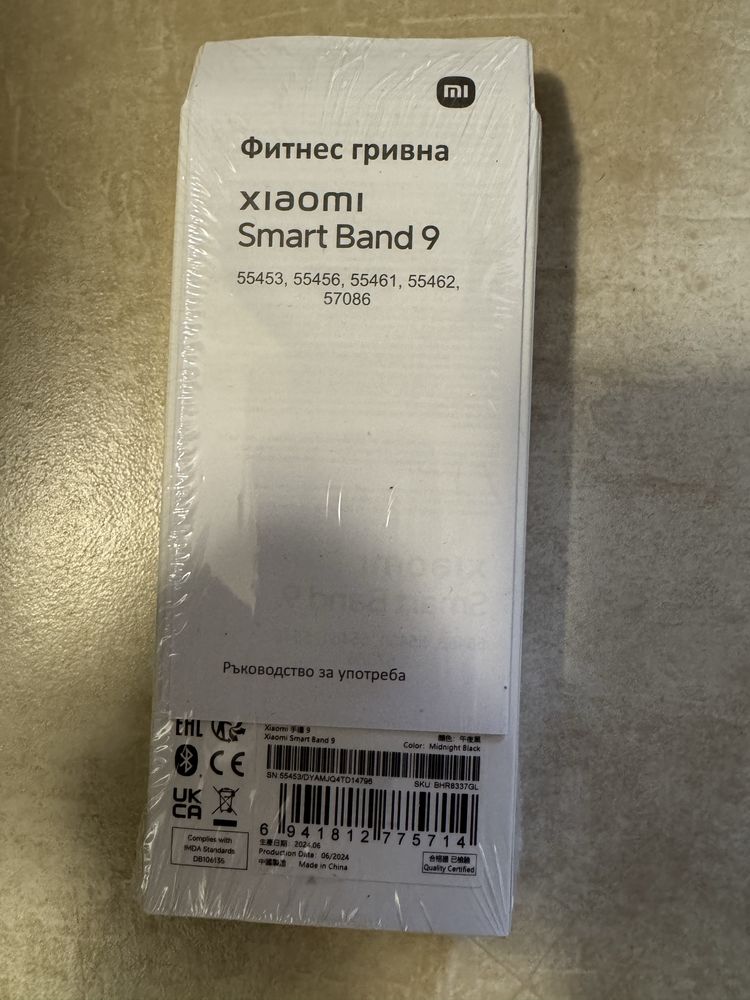 mi
Фитнес гривна
xiaomi
Smart Band 9
55453, 55456, 55461, 55462,
57086
Ръководство за употреба
EAC
Xiaomi 手環 9
Xiaomi Smart Band 9
顏色: 午夜黑
Color: Midnight Black
CE
SN:55453/DYAMJQ4TD14796
SKU: BHR8337GL
UK
CA
6 941812 775714
Complies with
IMDA Standards
DB106136
生產日期: 2024.06
Production Date: 06/2024
中國製造 Made in China
合格證 已檢驗
Quality Certified